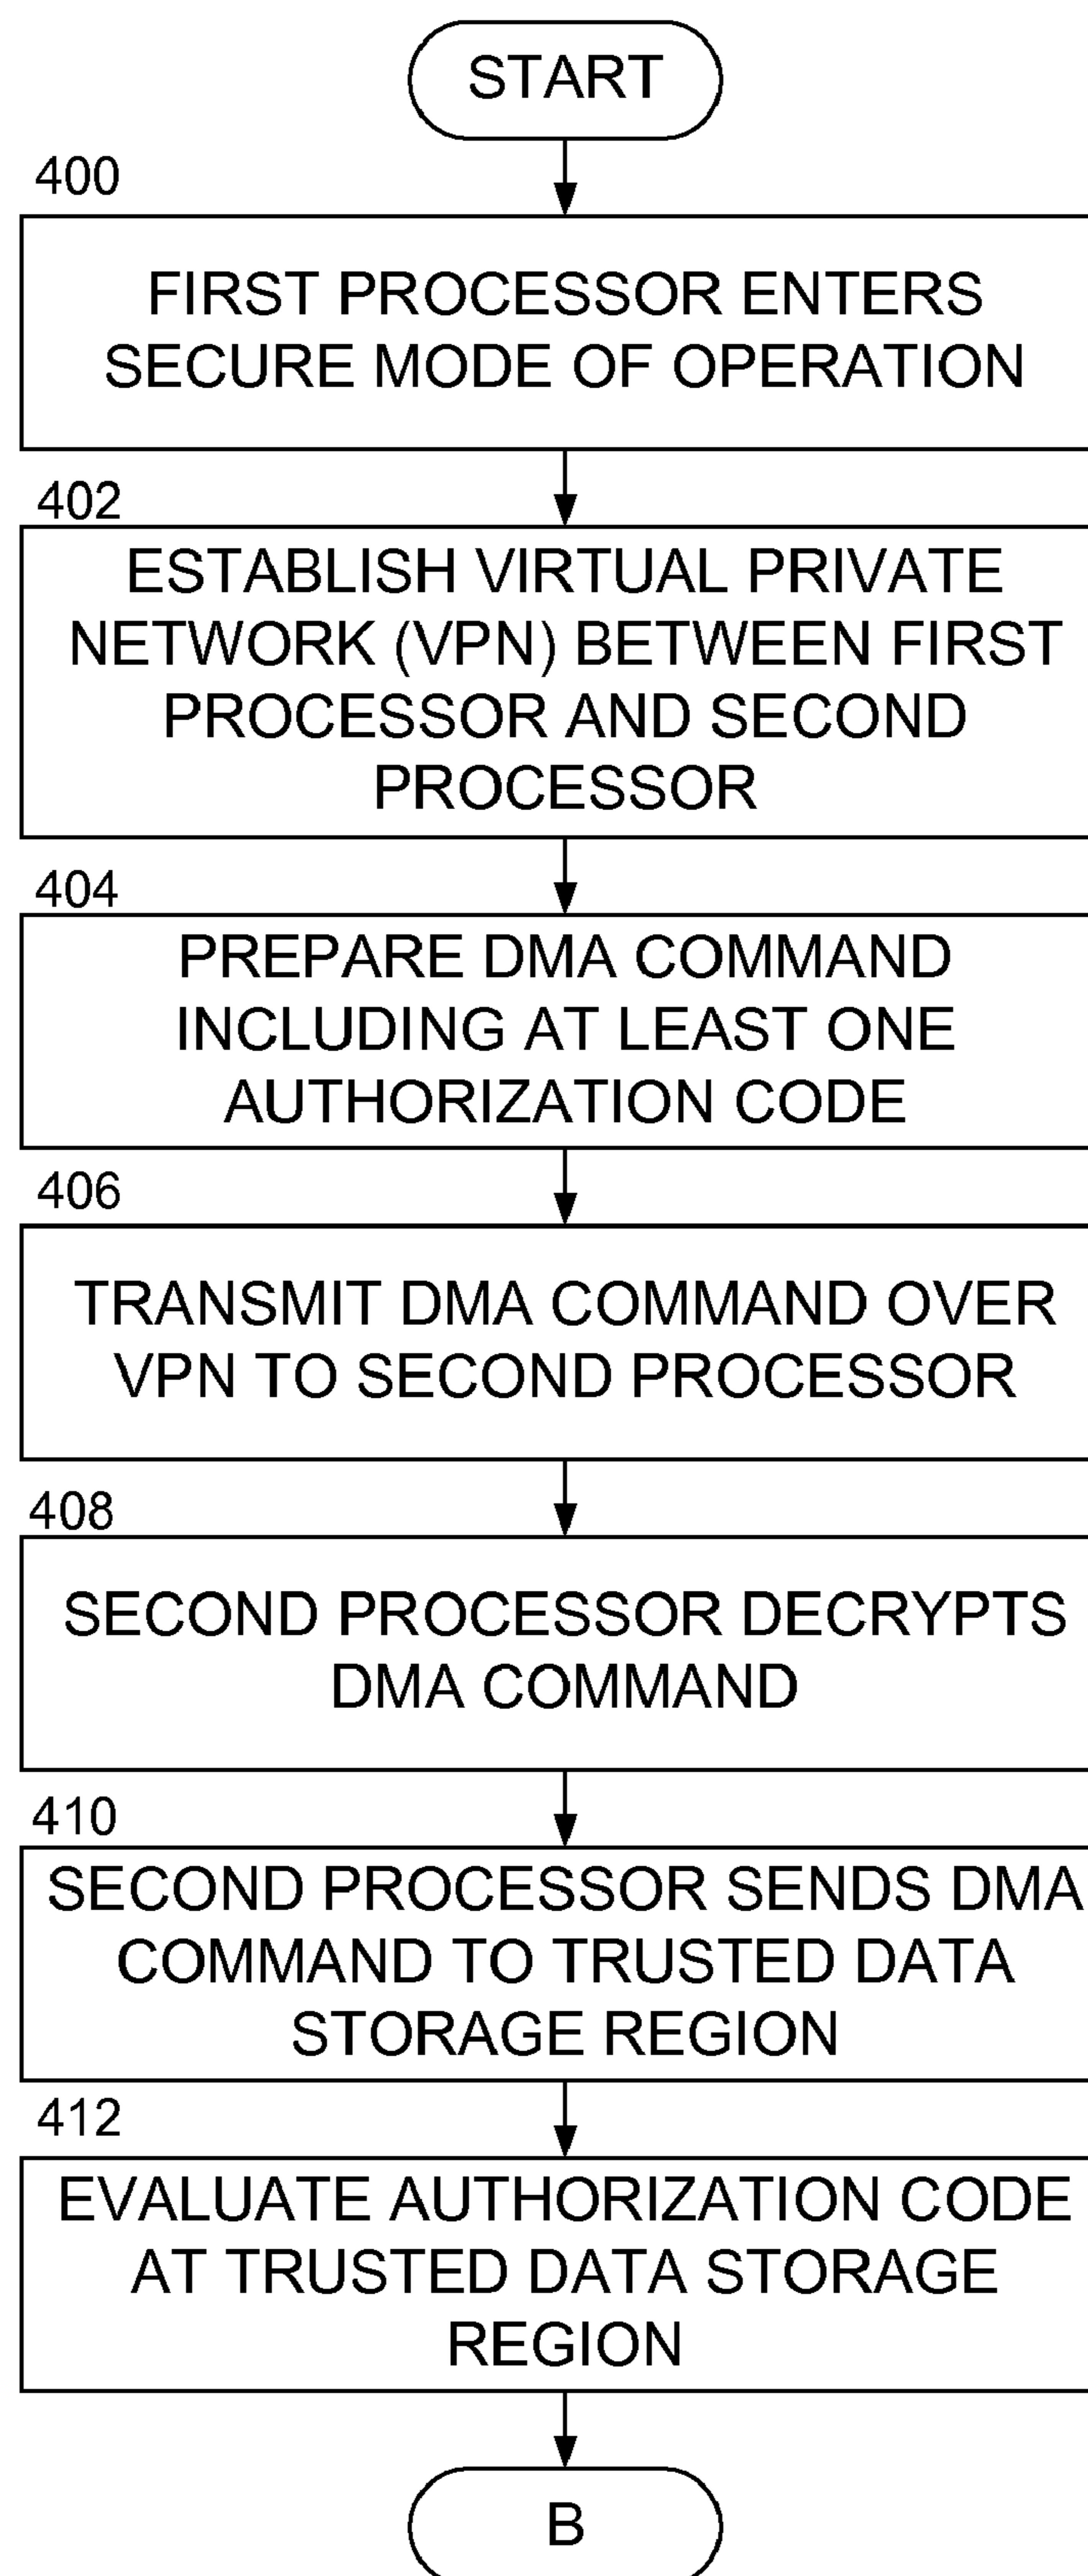 START
400
FIRST PROCESSOR ENTERS
SECURE MODE OF OPERATION
402
ESTABLISH VIRTUAL PRIVATE
NETWORK (VPN) BETWEEN FIRST
PROCESSOR AND SECOND
PROCESSOR
404
PREPARE DMA COMMAND
INCLUDING AT LEAST ONE
AUTHORIZATION CODE
406
TRANSMIT DMA COMMAND OVER
VPN TO SECOND PROCESSOR
408
SECOND PROCESSOR DECRYPTS
DMA COMMAND
410
SECOND PROCESSOR SENDS DMA
COMMAND TO TRUSTED DATA
STORAGE REGION
412
EVALUATE AUTHORIZATION CODE
AT TRUSTED DATA STORAGE
REGION
B